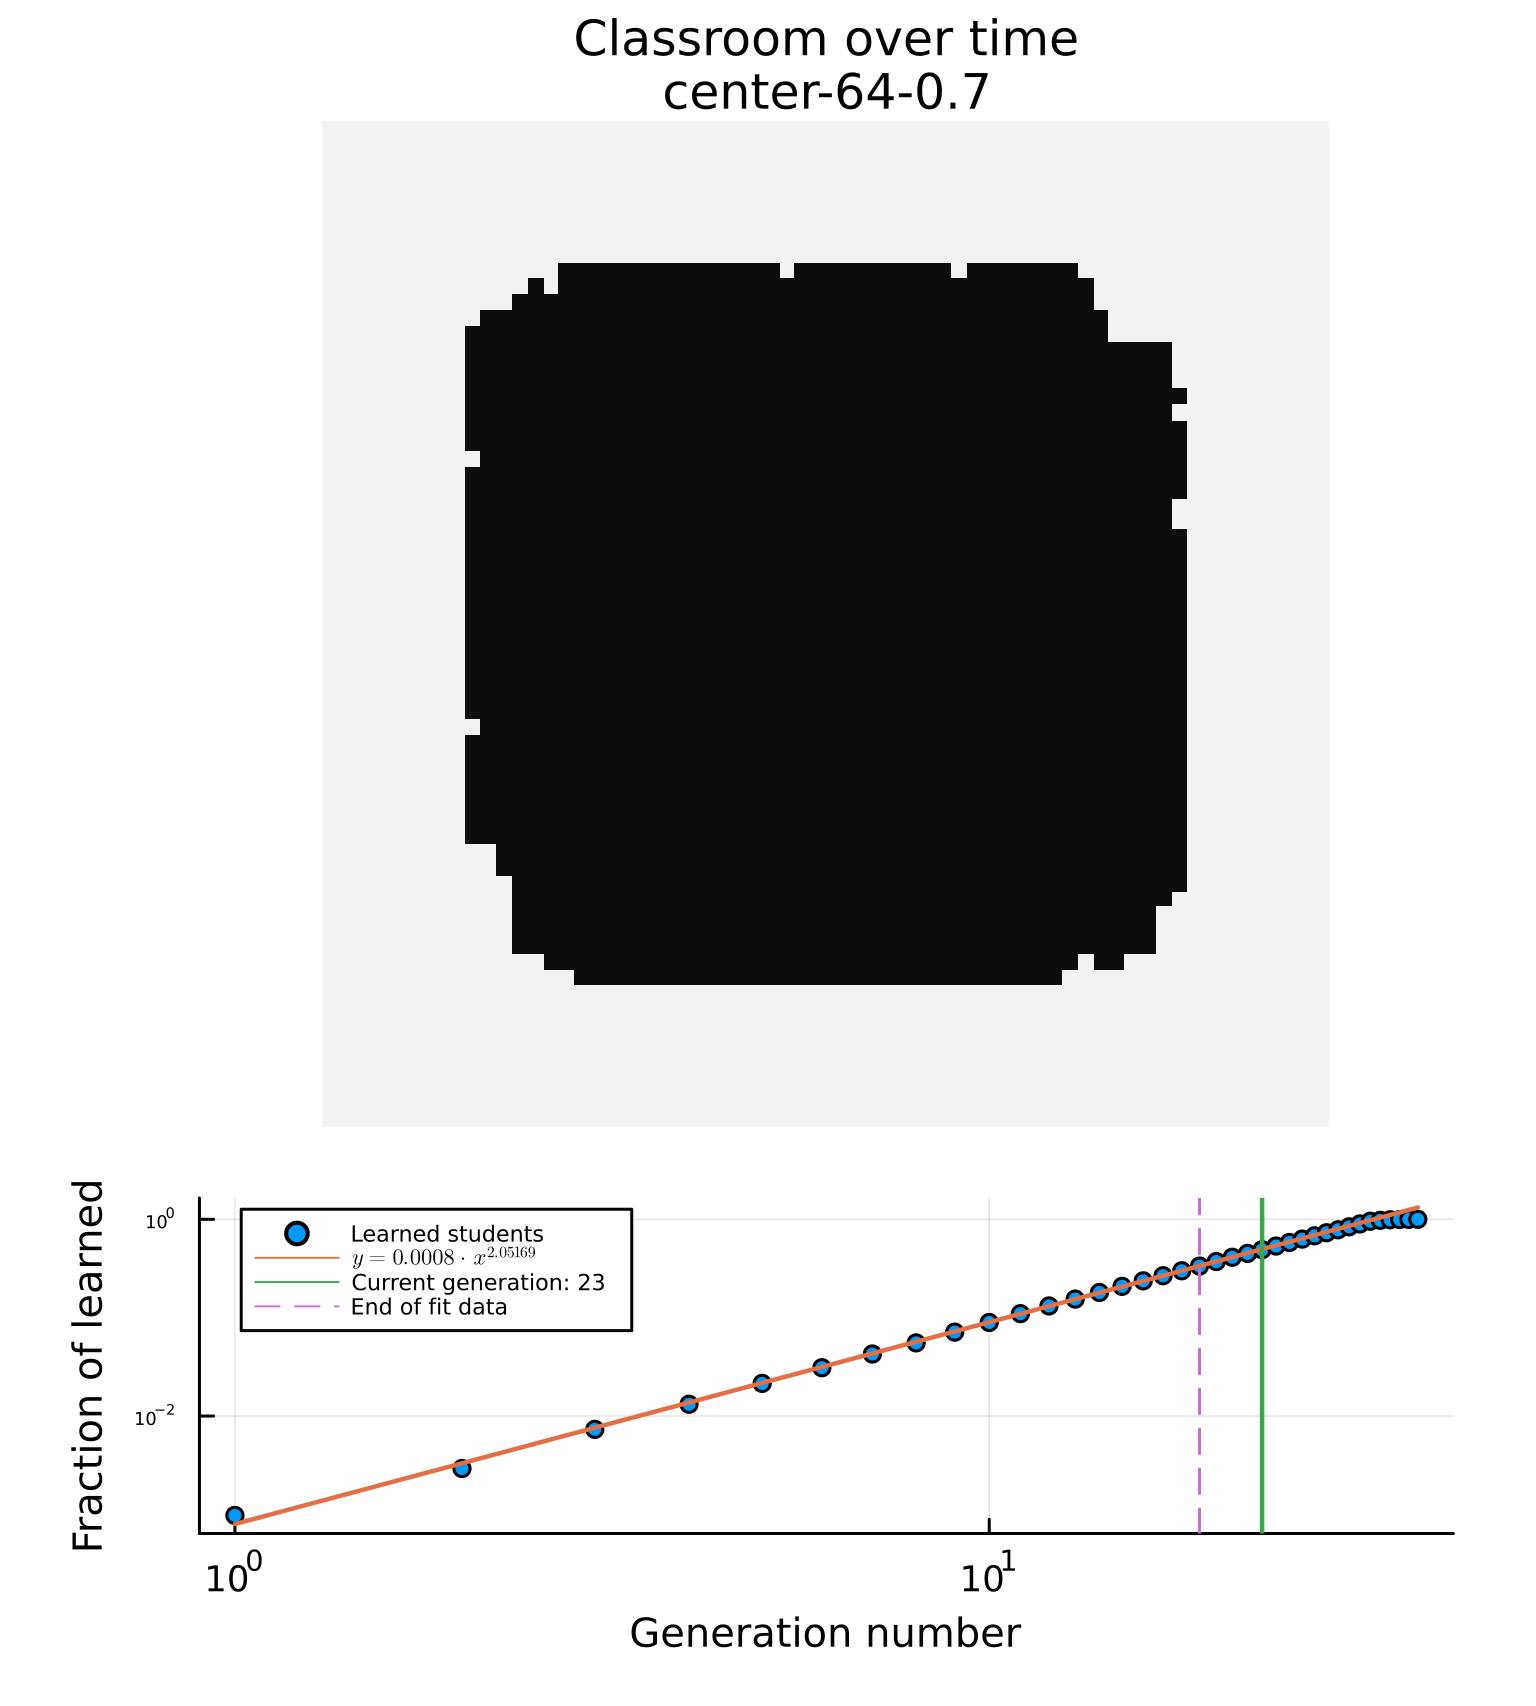 Classroom over time
center-64-0.7
Fraction of learned
10⁰
10⁻²
Learned students
y = 0.0008 · x^2.05169
Current generation: 23
End of fit data
10⁰
10¹
Generation number